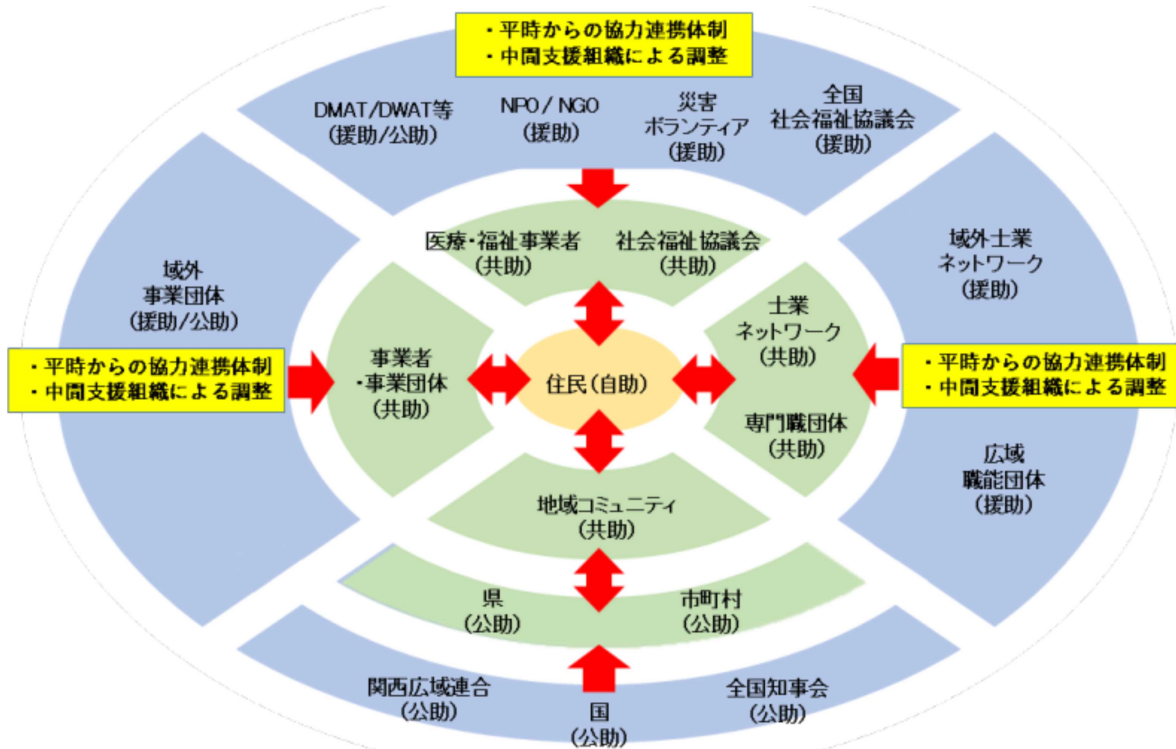 ・平時からの協力連携体制
・中間支援組織による調整
DMAT/DWAT等
(援助/公助)
NPO/NGO
(援助)
災害
ボランティア
(援助)
全国
社会福祉協議会
(援助)
医療・福祉事業者
(共助)
社会福祉協議会
(共助)
域外
事業団体
(援助/公助)
域外士業
ネットワーク
(援助)
・平時からの協力連携体制
・中間支援組織による調整
事業者
・事業団体
(共助)
住民(自助)
士業
ネットワーク
(共助)
専門職団体
(共助)
・平時からの協力連携体制
・中間支援組織による調整
広域
職能団体
(援助)
地域コミュニティ
(共助)
県
(公助)
市町村
(公助)
関西広域連合
(公助)
国
(公助)
全国知事会
(公助)